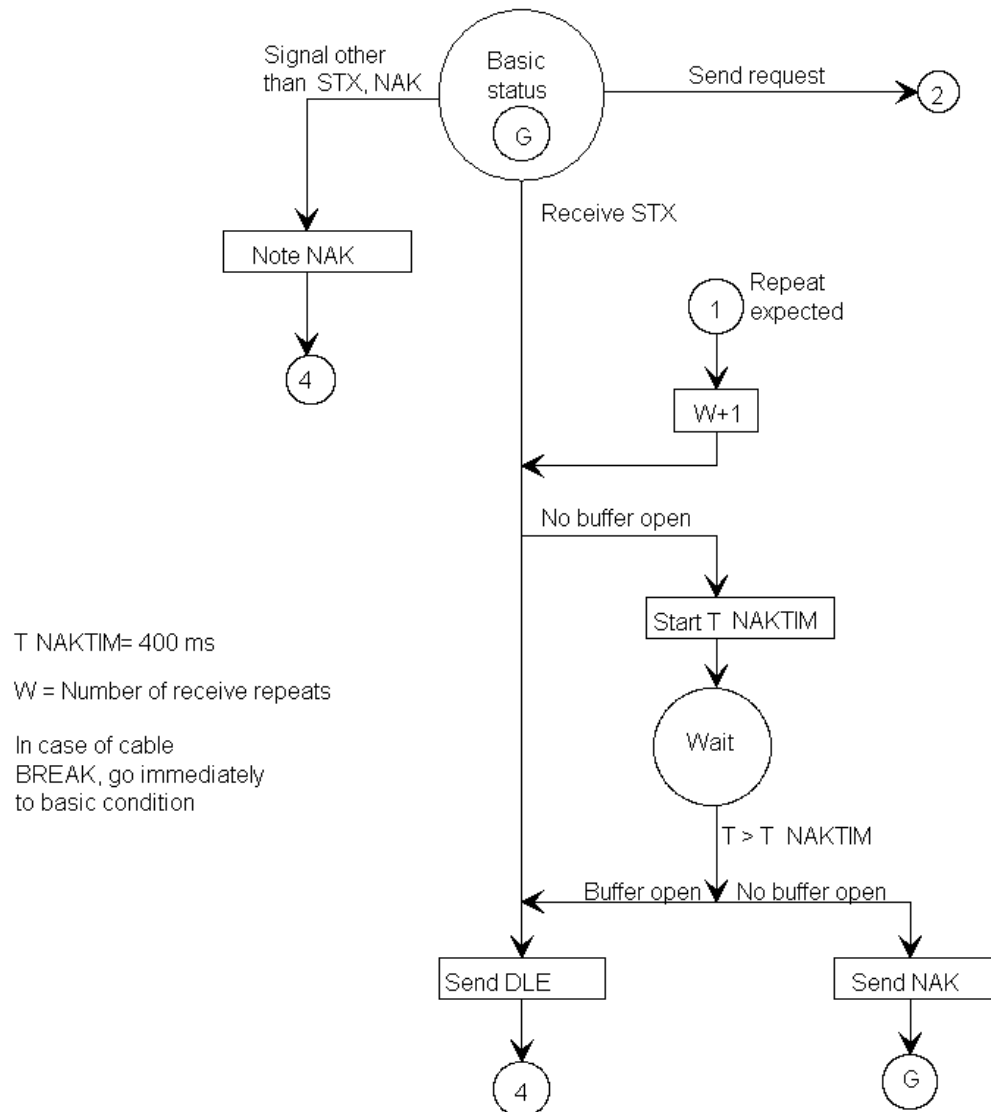 Signal other
than STX, NAK
Basic
status
G
Send request
2
Receive STX
Note NAK
4
1
Repeat
expected
W+1
No buffer open
Start T NAKTIM
Wait
T > T NAKTIM
T NAKTIM= 400 ms
W = Number of receive repeats
In case of cable
BREAK, go immediately
to basic condition
Buffer open
No buffer open
Send DLE
Send NAK
4
G